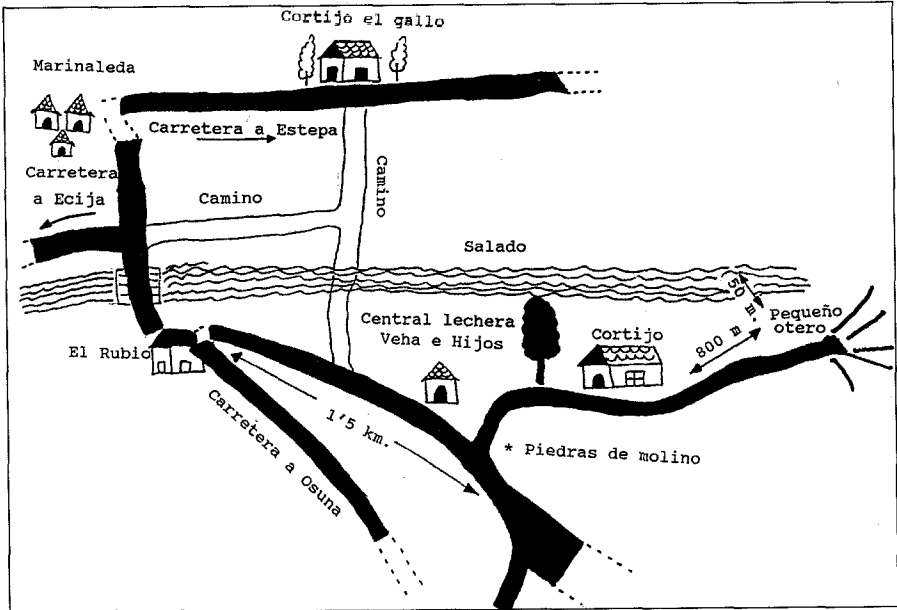 Cortijo el gallo
Marinaleda
Carretera a Estepa
Carretera
a Ecija
Camino
Camino
Salado
50 m.
Pequeño
otero
800 m.
Central lechera
Veha e Hijos
Cortijo
El Rubio
1'5 km.
Carretera a Osuna
* Piedras de molino